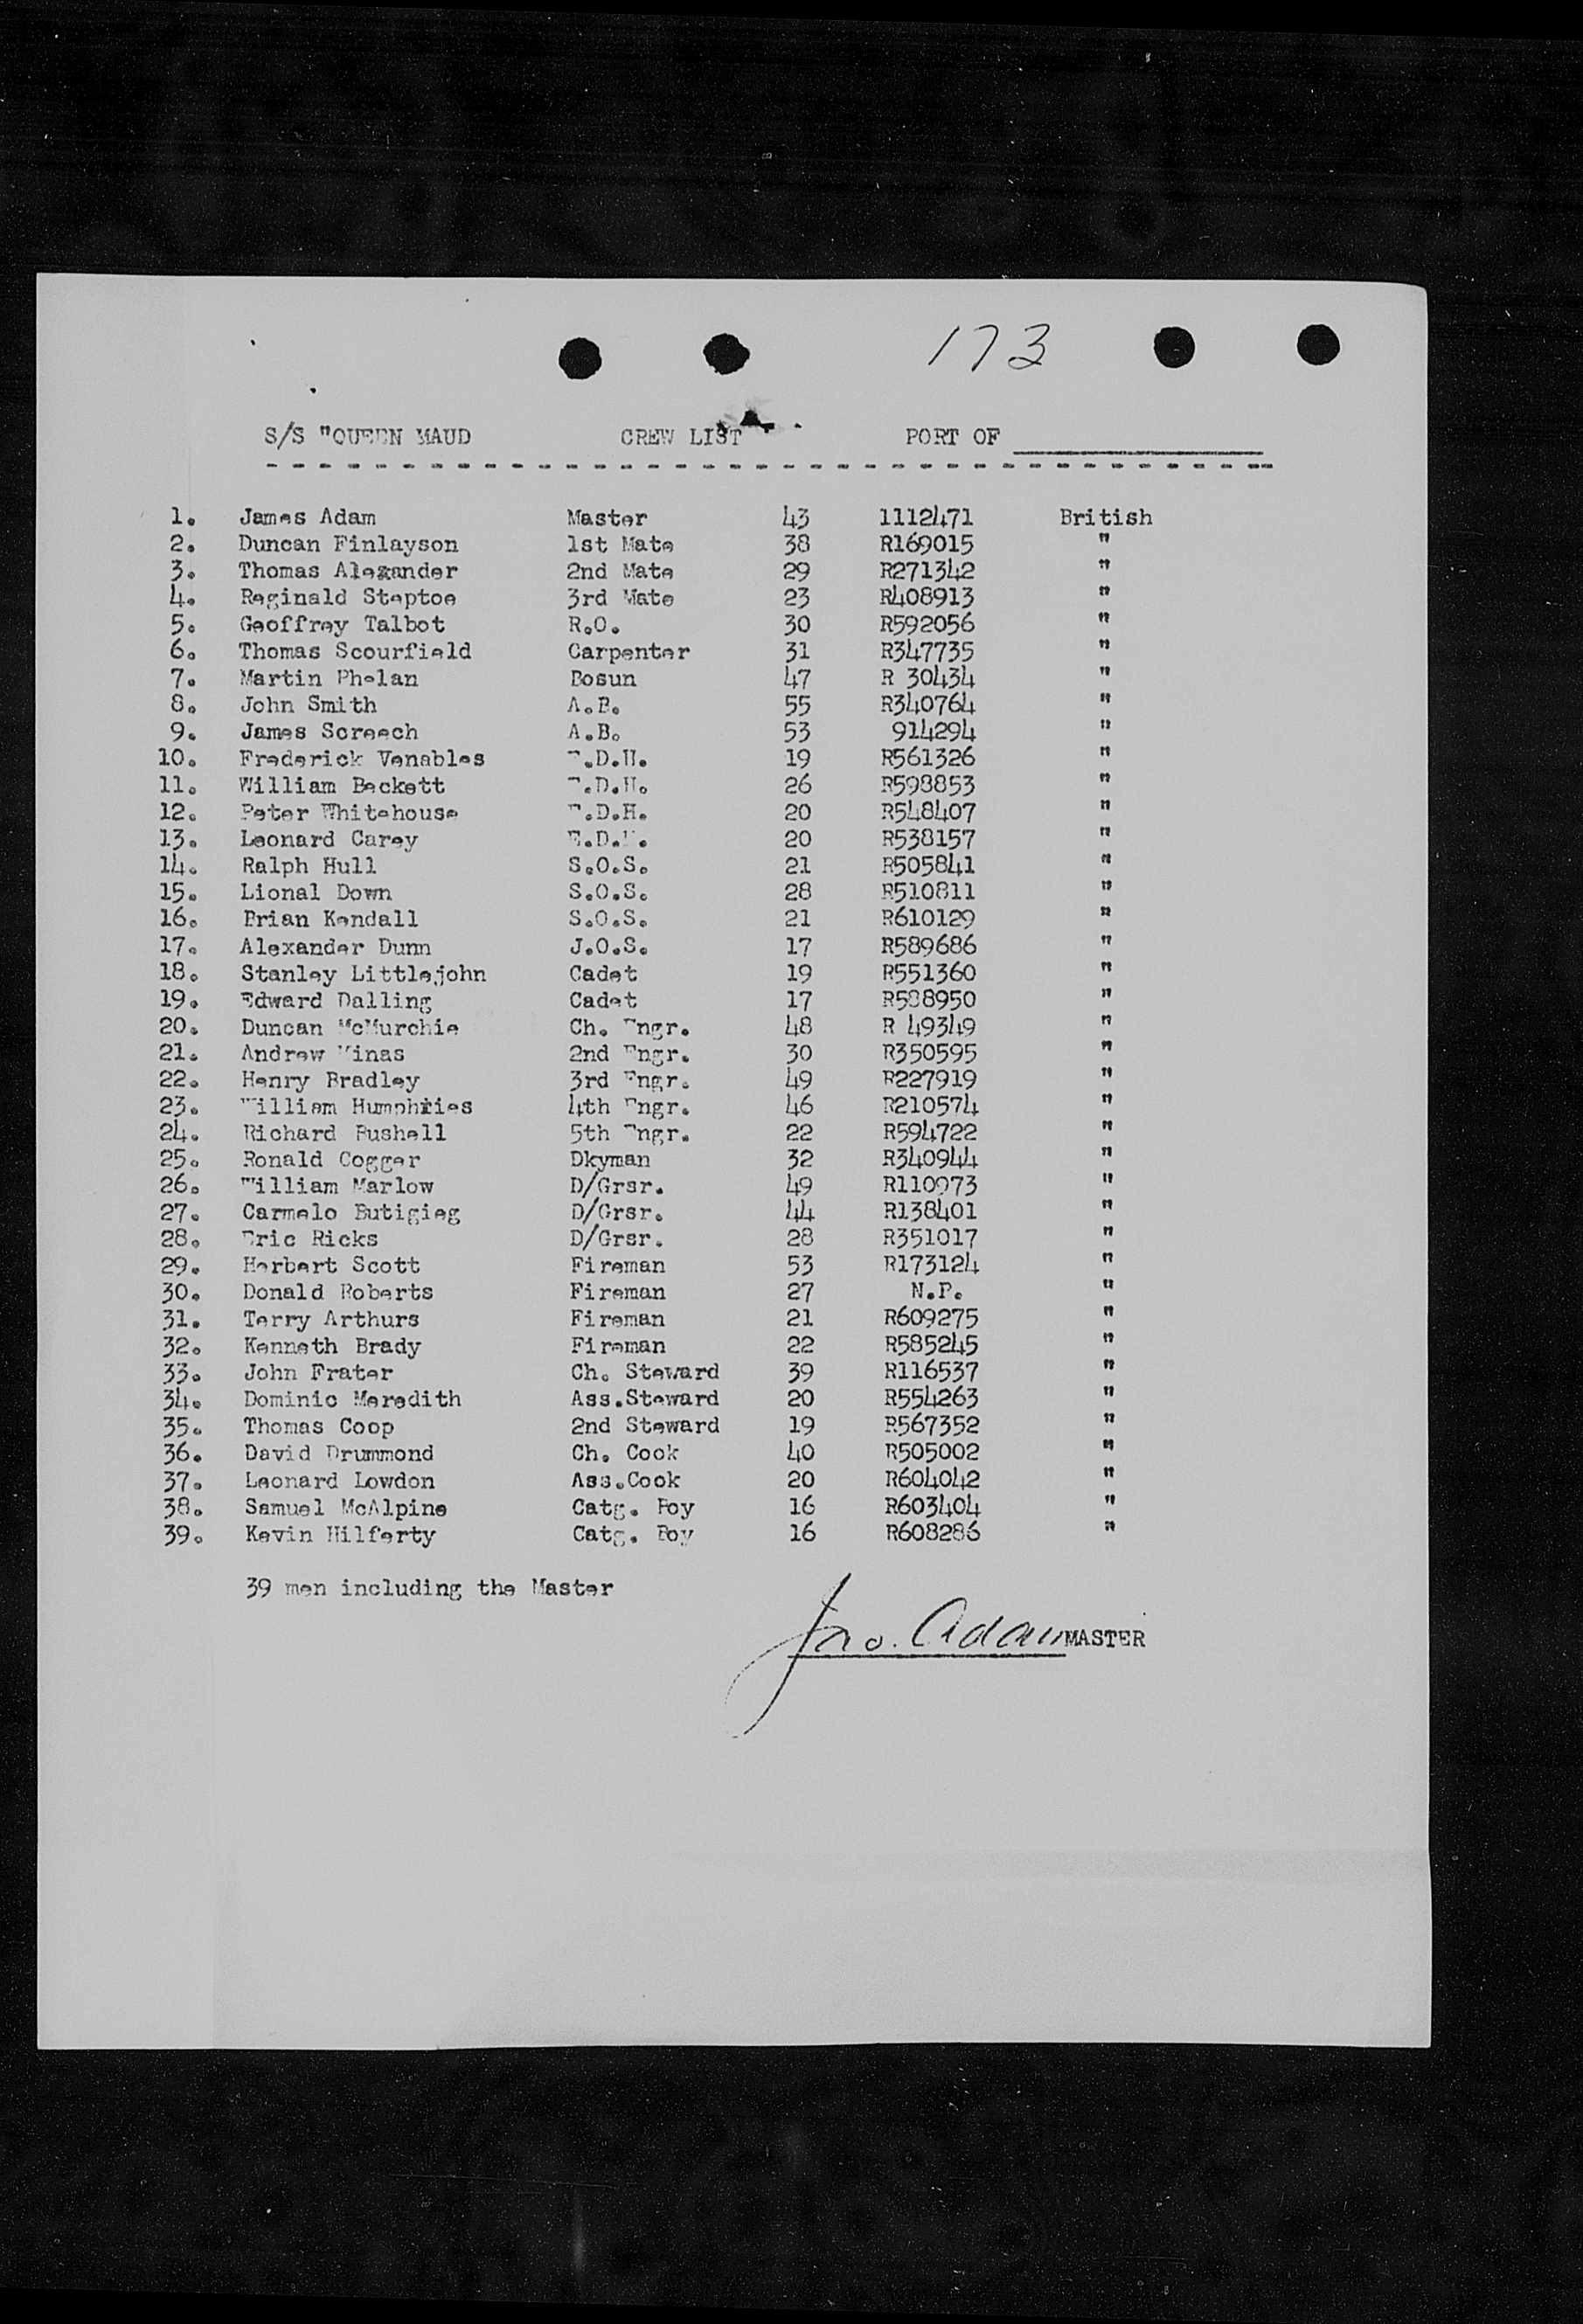 173
S/S "QUEEN MAUD CREW LIST PORT OF
1. James Adam Master 43 1112471 British
2. Duncan Finlayson 1st Mate 38 R169015 "
3. Thomas Alexander 2nd Mate 29 R271342 "
4. Reginald Steptoe 3rd Mate 23 R408913 "
5. Geoffrey Talbot R.O. 30 R592056 "
6. Thomas Scourfield Carpenter 31 R347735 "
7. Martin Phelan Bosun 47 R 30434 "
8. John Smith A.B. 55 R340764 "
9. James Screech A.B. 53 914294 "
10. Frederick Venables E.D.H. 19 R561326 "
11. William Beckett E.D.H. 26 R598853 "
12. Peter Whitehouse E.D.H. 20 R548407 "
13. Leonard Carey E.D.H. 20 R538157 "
14. Ralph Hull S.O.S. 21 R505841 "
15. Lional Down S.O.S. 28 R510811 "
16. Brian Kendall S.O.S. 21 R610129 "
17. Alexander Dunn J.O.S. 17 R589686 "
18. Stanley Littlejohn Cadet 19 R551360 "
19. Edward Dalling Cadet 17 R588950 "
20. Duncan McMurchie Ch. Engr. 48 R 49349 "
21. Andrew 2nd Engr. 30 R350595 "
22. Henry Bradley 3rd Engr. 49 R227919 "
23. William Humphries 4th Engr. 46 R210574 "
24. Richard Bushell 5th Engr. 22 R594722 "
25. Ronald Cogger Dkyman 32 R340944 "
26. William Marlow D/Grsr. 49 R110973 "
27. Carmelo Butigieg D/Grsr. 44 R138401 "
28. Eric Ricks D/Grsr. 28 R351017 "
29. Herbert Scott Fireman 53 R173124 "
30. Donald Roberts Fireman 27 N.P. "
31. Terry Arthurs Fireman 21 R609275 "
32. Kenneth Brady Fireman 22 R585245 "
33. John Frater Ch. Steward 39 R116537 "
34. Dominic Meredith Ass.Steward 20 R554263 "
35. Thomas Coop 2nd Steward 19 R567352 "
36. David Drummond Ch. Cook 40 R505002 "
37. Leonard Lowdon Ass.Cook 20 R604042 "
38. Samuel McAlpine Catg. Boy 16 R603404 "
39. Kevin Hilferty Catg. Boy 16 R608286 "
39 men including the Master
Jno. Adam MASTER